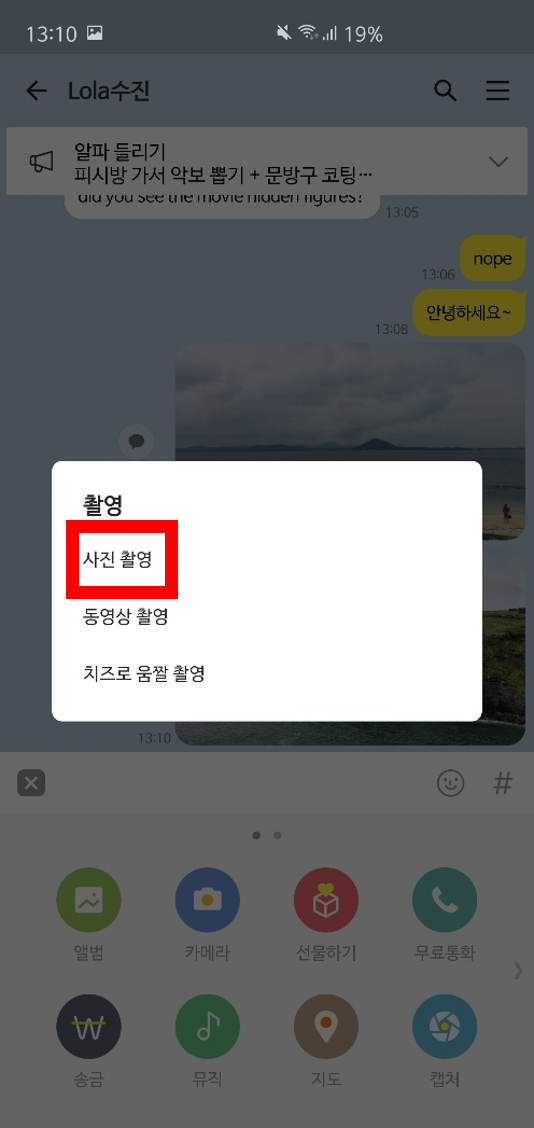 13:10
19%
Lola수진
알파 들리기
피시방 가서 악보 뽑기 + 문방구 코팅…
did you see the movie hidden figures?
13:05
nope
13:06
안녕하세요~
13:08
촬영
사진 촬영
동영상 촬영
치즈로 움짤 촬영
13:10
#
앨범
카메라
선물하기
무료통화
송금
뮤직
지도
캡처